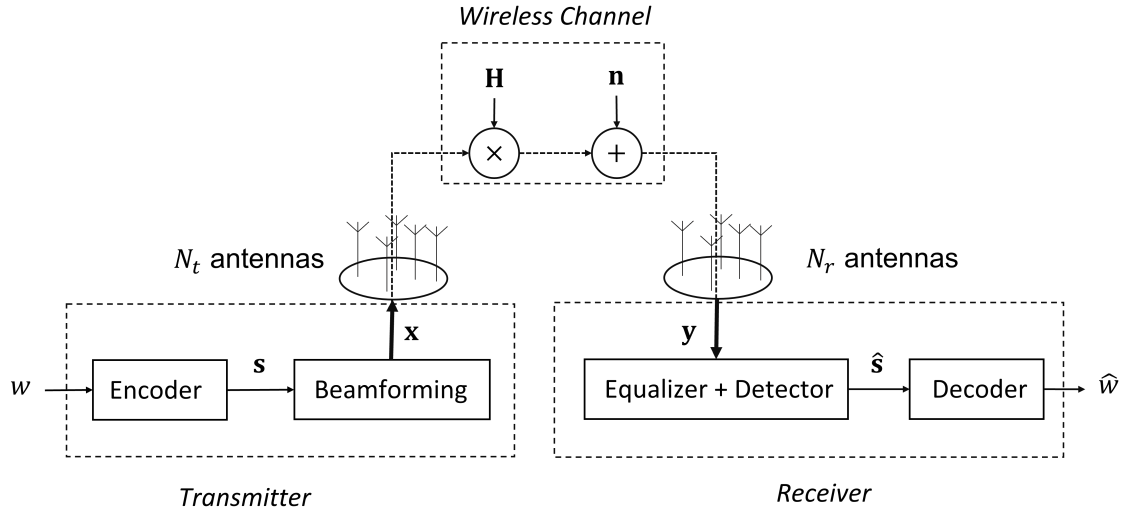 Wireless Channel
H
n
×
+
N_t antennas
N_r antennas
x
y
w
Encoder
s
Beamforming
Equalizer + Detector
ŝ
Decoder
ŵ
Transmitter
Receiver